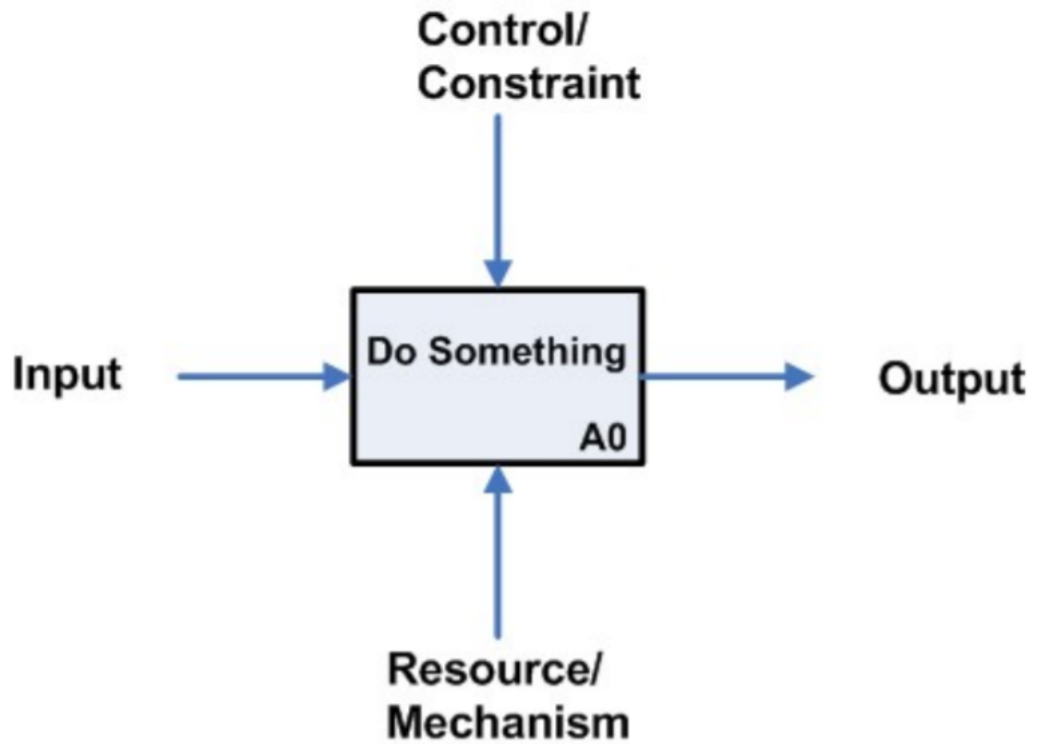 Control/
Constraint
Input
Do Something
Output
A0
Resource/
Mechanism